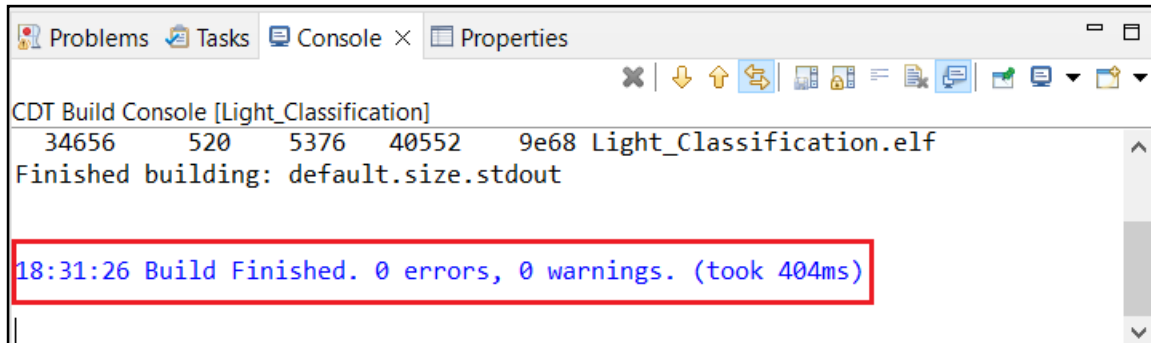 Problems Tasks Console Properties
CDT Build Console [Light_Classification]
34656 520 5376 40552 9e68 Light_Classification.elf
Finished building: default.size.stdout
18:31:26 Build Finished. 0 errors, 0 warnings. (took 404ms)